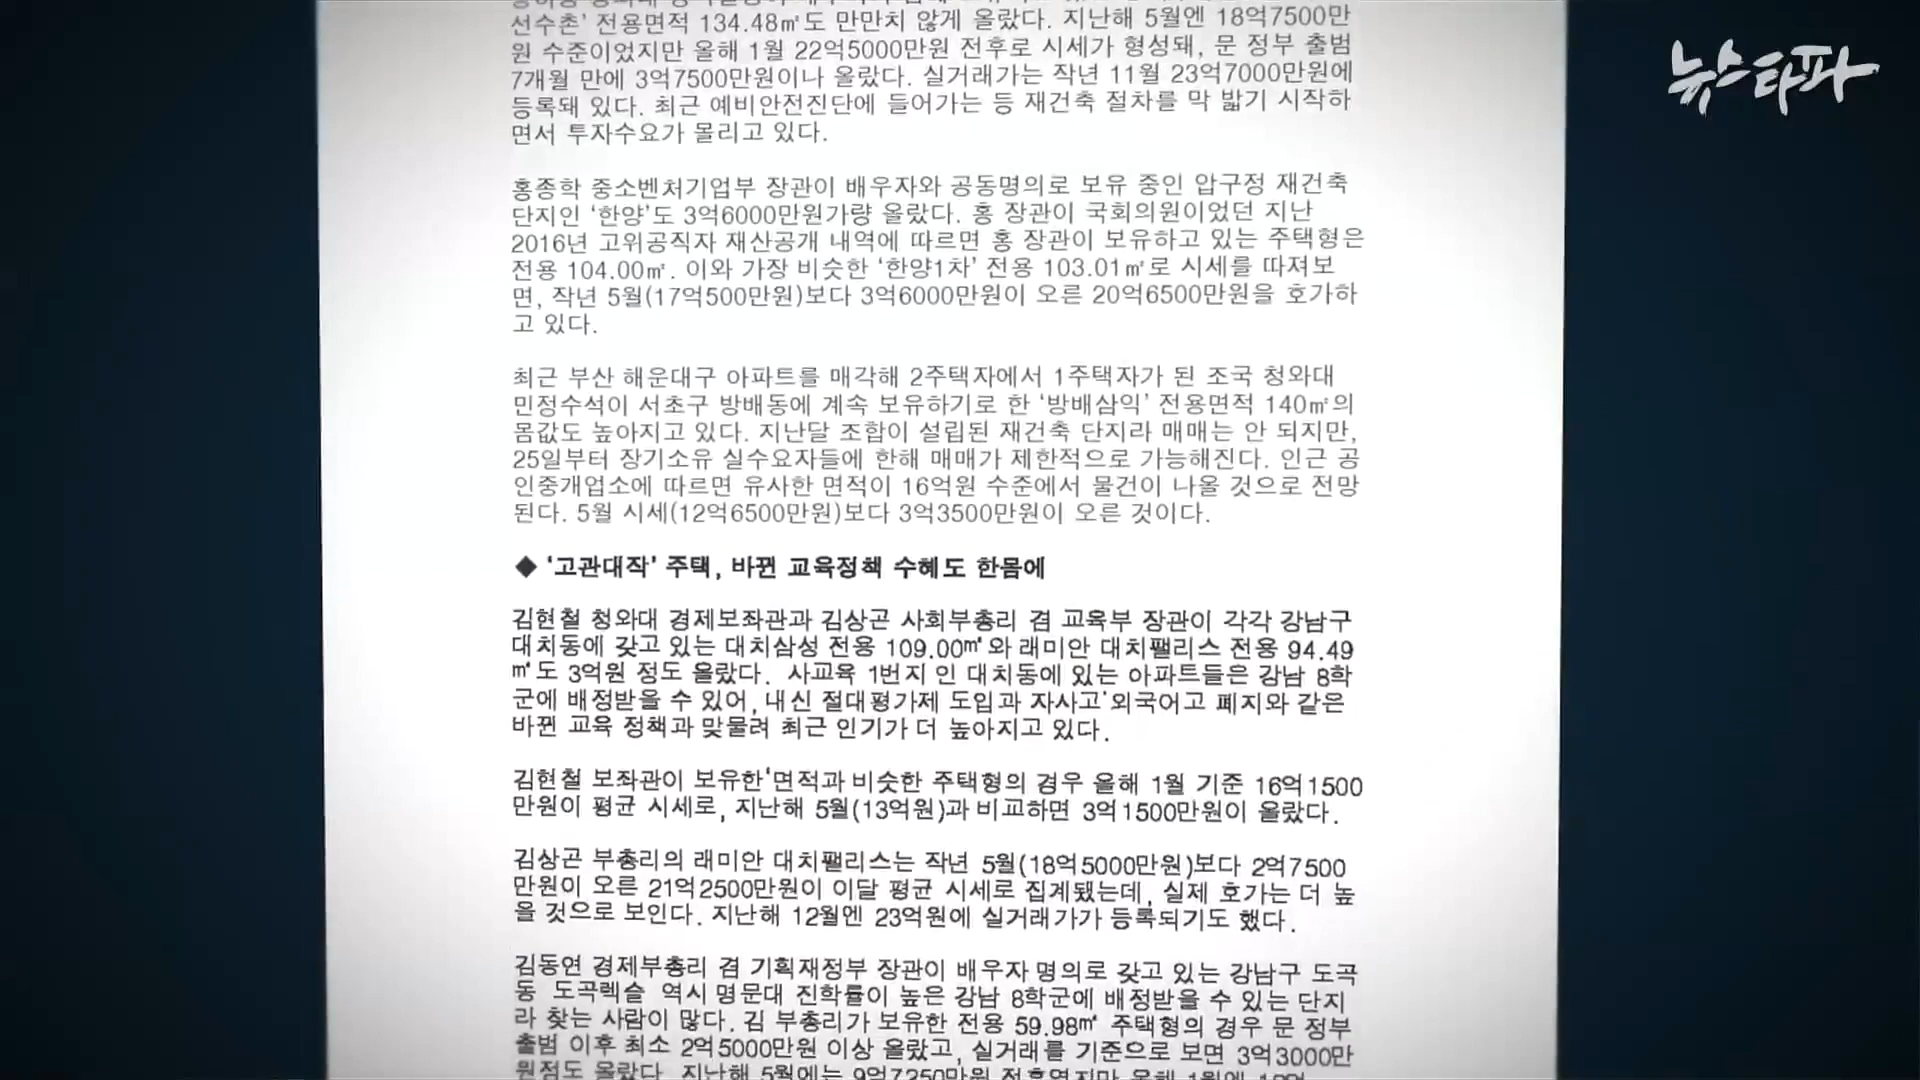 선수촌’ 전용면적 134.48㎡도 만만치 않게 올랐다. 지난해 5월엔 18억7500만
원 수준이었지만 올해 1월 22억5000만원 전후로 시세가 형성돼, 문 정부 출범
7개월 만에 3억7500만원이나 올랐다. 실거래가는 작년 11월 23억7000만원에
등록돼 있다. 최근 예비안전진단에 들어가는 등 재건축 절차를 막 밟기 시작하
면서 투자수요가 몰리고 있다.
뉴스타파
홍종학 중소벤처기업부 장관이 배우자와 공동명의로 보유 중인 압구정 재건축
단지인 ‘한양’도 3억6000만원가량 올랐다. 홍 장관이 국회의원이었던 지난
2016년 고위공직자 재산공개 내역에 따르면 홍 장관이 보유하고 있는 주택형은
전용 104.00㎡. 이와 가장 비슷한 ‘한양1차’ 전용 103.01㎡로 시세를 따져보
면, 작년 5월(17억500만원)보다 3억6000만원이 오른 20억6500만원을 호가하
고 있다.
최근 부산 해운대구 아파트를 매각해 2주택자에서 1주택자가 된 조국 청와대
민정수석이 서초구 방배동에 계속 보유하기로 한 ‘방배삼익’ 전용면적 140㎡의
몸값도 높아지고 있다. 지난달 조합이 설립된 재건축 단지라 매매는 안 되지만,
25일부터 장기소유 실수요자들에 한해 매매가 제한적으로 가능해진다. 인근 공
인중개업소에 따르면 유사한 면적이 16억원 수준에서 물건이 나올 것으로 전망
된다. 5월 시세(12억6500만원)보다 3억3500만원이 오른 것이다.
◆ ‘고관대작’ 주택, 바뀐 교육정책 수혜도 한몸에
김현철 청와대 경제보좌관과 김상곤 사회부총리 겸 교육부 장관이 각각 강남구
대치동에 갖고 있는 대치삼성 전용 109.00㎡와 래미안 대치팰리스 전용 94.49
㎡도 3억원 정도 올랐다. 사교육 1번지 인 대치동에 있는 아파트들은 강남 8학
군에 배정받을 수 있어, 내신 절대평가제 도입과 자사고˙외국어고 폐지와 같은
바뀐 교육 정책과 맞물려 최근 인기가 더 높아지고 있다.
김현철 보좌관이 보유한‘면적과 비슷한 주택형의 경우 올해 1월 기준 16억1500
만원이 평균 시세로, 지난해 5월(13억원)과 비교하면 3억1500만원이 올랐다.
김상곤 부총리의 래미안 대치팰리스는 작년 5월(18억5000만원)보다 2억7500
만원이 오른 21억2500만원이 이달 평균 시세로 집계됐는데, 실제 호가는 더 높
을 것으로 보인다. 지난해 12월엔 23억원에 실거래가가 등록되기도 했다.
김동연 경제부총리 겸 기획재정부 장관이 배우자 명의로 갖고 있는 강남구 도곡
동 도곡렉슬 역시 명문대 진학률이 높은 강남 8학군에 배정받을 수 있는 단지
라 찾는 사람이 많다. 김 부총리가 보유한 전용 59.98㎡ 주택형의 경우 문 정부
출범 이후 최소 2억5000만원 이상 올랐고, 실거래를 기준으로 보면 3억3000만
원정도 올랐다. 지난해 5월에는 9억7250만원 전후였지만 올해 1월엔